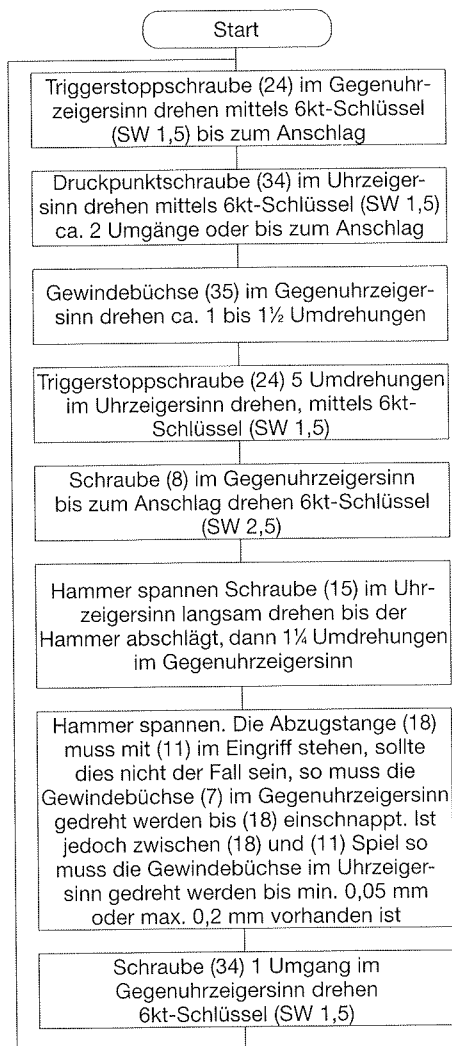 Start
Triggerstoppschraube (24) im Gegenuhr-
zeigersinn drehen mittels 6kt-Schlüssel
(SW 1,5) bis zum Anschlag
Druckpunktschraube (34) im Uhrzeiger-
sinn drehen mittels 6kt-Schlüssel (SW 1,5)
ca. 2 Umgänge oder bis zum Anschlag
Gewindebüchse (35) im Gegenuhrzeiger-
sinn drehen ca. 1 bis 1½ Umdrehungen
Triggerstoppschraube (24) 5 Umdrehungen
im Uhrzeigersinn drehen, mittels 6kt-
Schlüssel (SW 1,5)
Schraube (8) im Gegenuhrzeigersinn
bis zum Anschlag drehen 6kt-Schlüssel
(SW 2,5)
Hammer spannen Schraube (15) im Uhr-
zeigersinn langsam drehen bis der
Hammer abschlägt, dann 1¼ Umdrehungen
im Gegenuhrzeigersinn
Hammer spannen. Die Abzugstange (18)
muss mit (11) im Eingriff stehen, sollte
dies nicht der Fall sein, so muss die
Gewindebüchse (7) im Gegenuhrzeigersinn
gedreht werden bis (18) einschnappt. Ist
jedoch zwischen (18) und (11) Spiel so
muss die Gewindebüchse im Uhrzeiger-
sinn gedreht werden bis min. 0,05 mm
oder max. 0,2 mm vorhanden ist
Schraube (34) 1 Umgang im
Gegenuhrzeigersinn drehen
6kt-Schlüssel (SW 1,5)